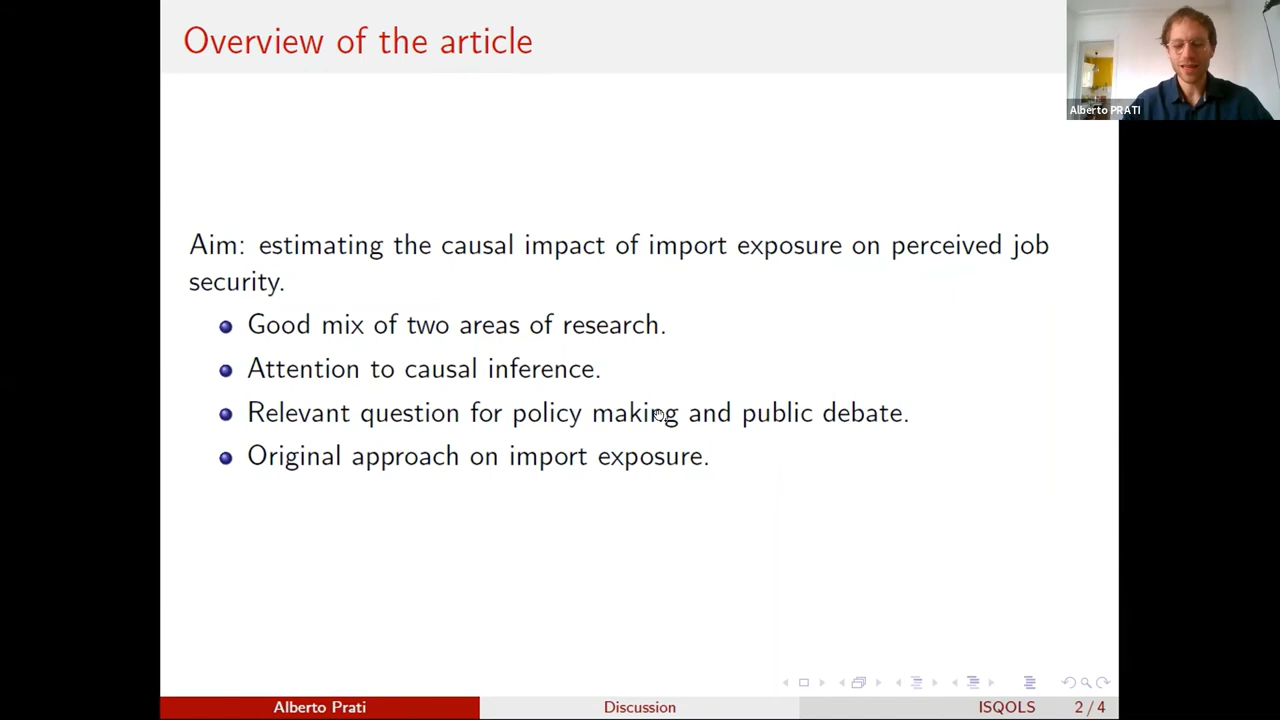 Overview of the article
Alberto PRATI
Aim: estimating the causal impact of import exposure on perceived job
security.
Good mix of two areas of research.
Attention to causal inference.
Relevant question for policy making and public debate.
Original approach on import exposure.
Alberto Prati
Discussion
ISQOLS
2 / 4